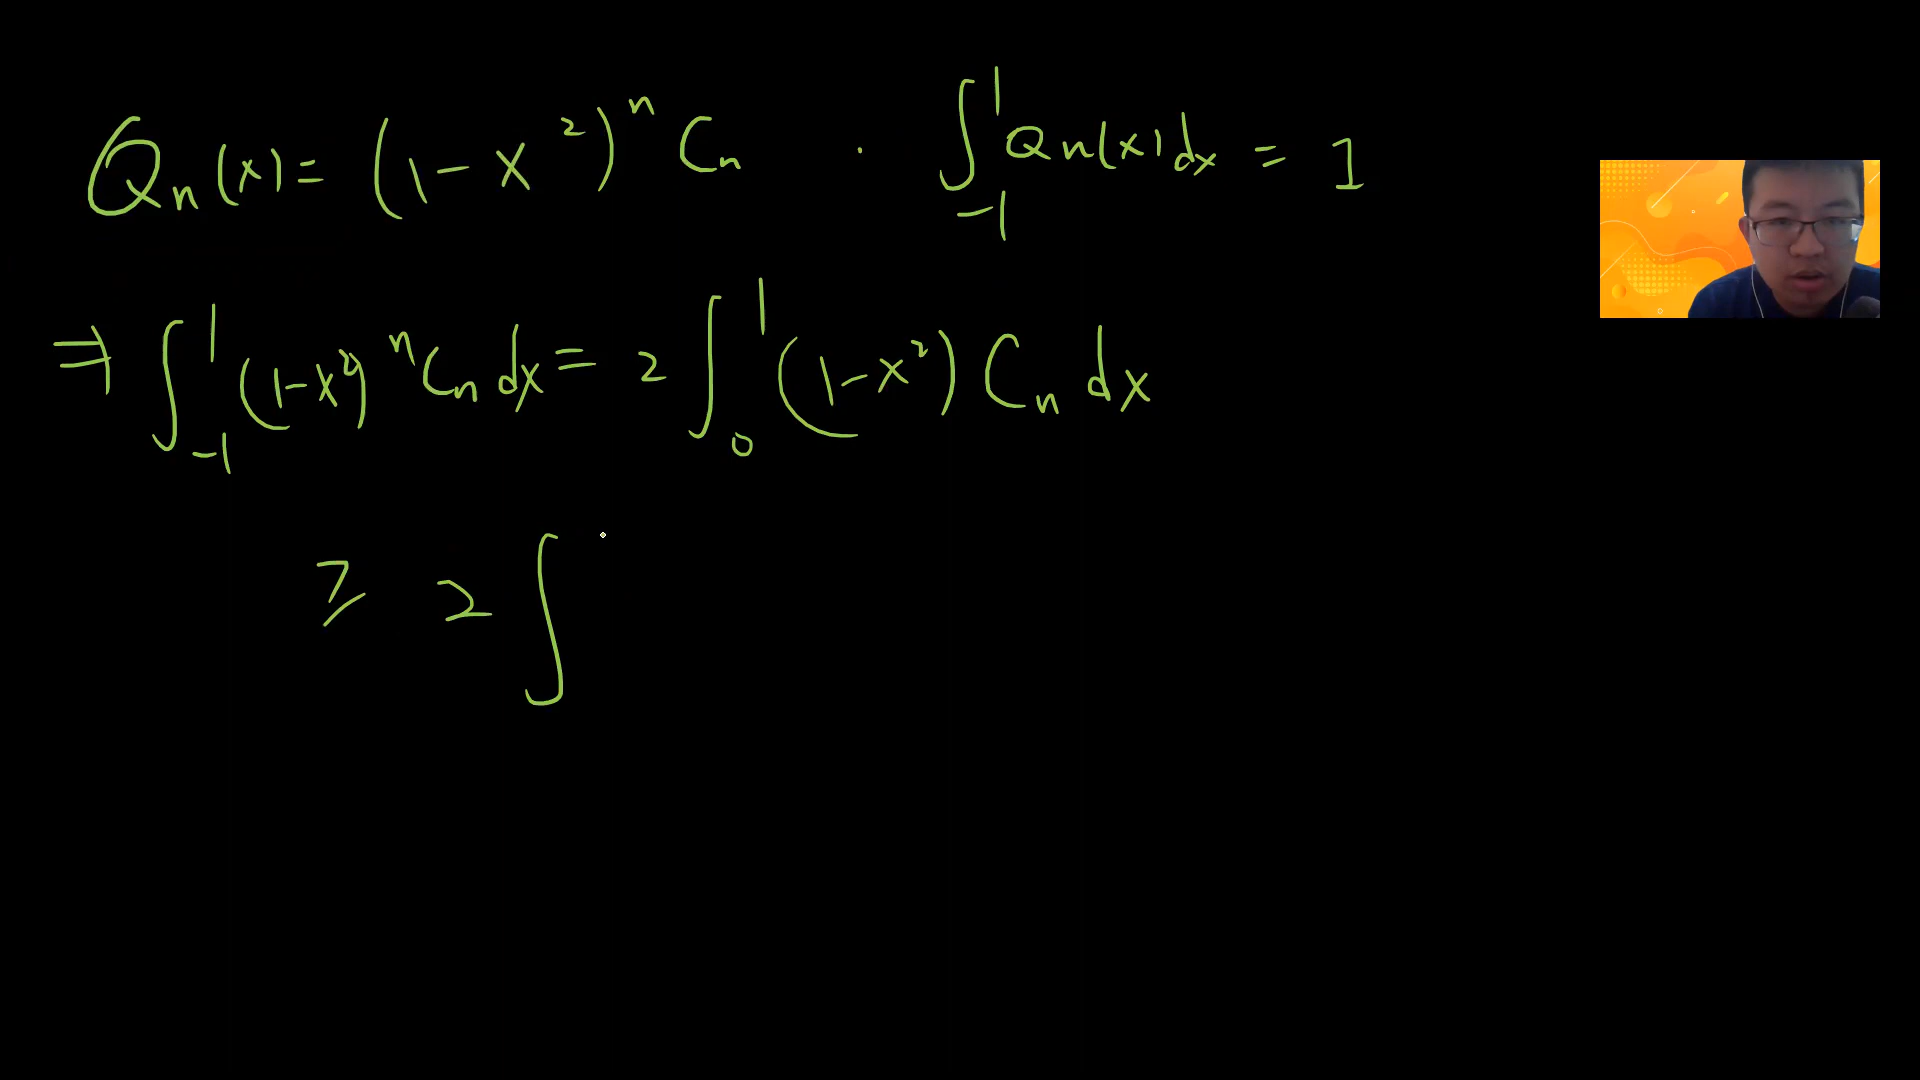 Qₙ(x) = (1 - x²)ⁿ Cₙ . ∫₋₁¹ Qn(x)dx = 1
⇒ ∫₋₁¹ (1-x²)ⁿ Cₙ dx = 2 ∫₀¹ (1-x²) Cₙ dx
≥ 2 ∫